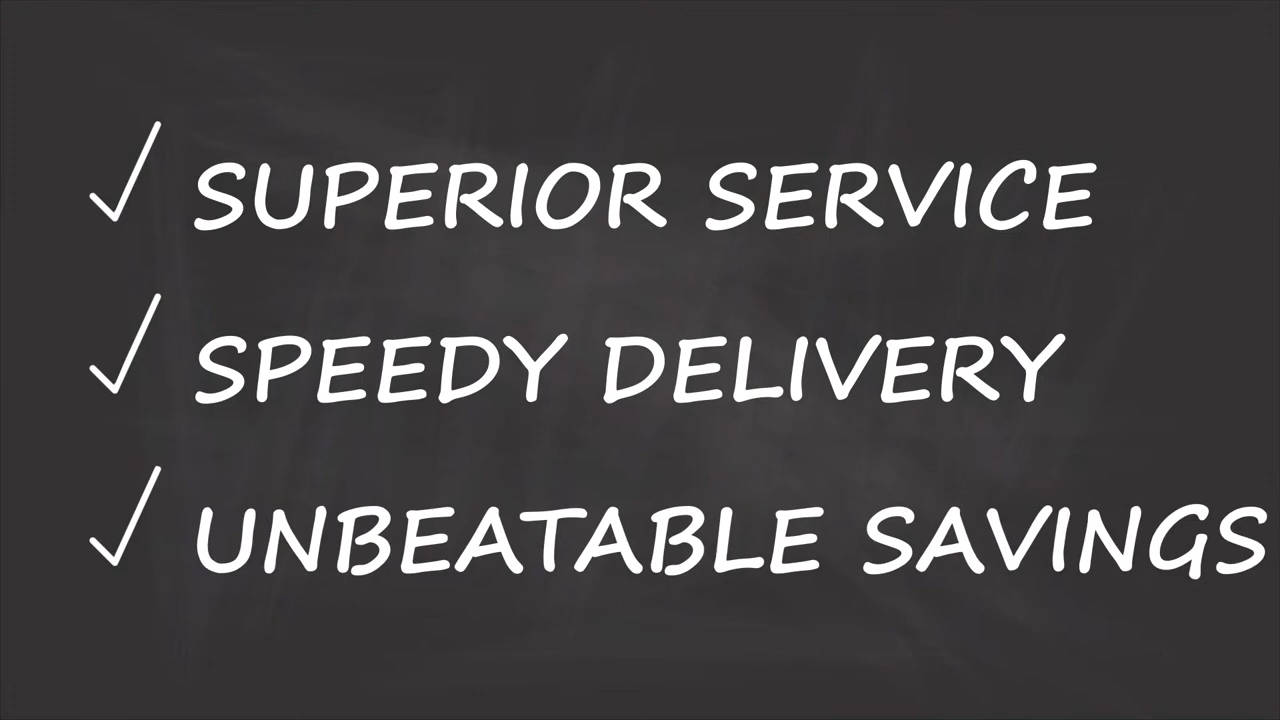 ✓ SUPERIOR SERVICE
✓ SPEEDY DELIVERY
✓ UNBEATABLE SAVINGS